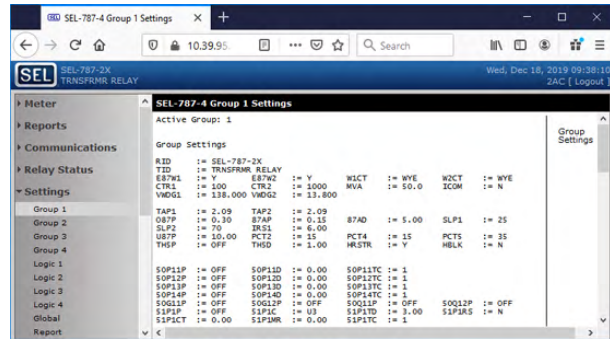 SEL-787-4 Group 1 Settings
10.39.95.
Search
SEL
SEL-787-2X
TRNSFRMR RELAY
Wed, Dec 18, 2019 09:38:10
2AC [ Logout ]
Meter
Reports
Communications
Relay Status
Settings
Group 1
Group 2
Group 3
Group 4
Logic 1
Logic 2
Logic 3
Logic 4
Global
Report
SEL-787-4 Group 1 Settings
Active Group: 1
Group Settings
RID := SEL-787-2X
TID := TRNSFRMR RELAY
E87W1 := Y E87W2 := Y W1CT := WYE W2CT := WYE
CTR1 := 100 CTR2 := 1000 MVA := 50.0 ICOM := N
VWDG1 := 138.000 VWDG2 := 13.800
TAP1 := 2.09 TAP2 := 2.09
O87P := 0.30 87AP := 0.15 87AD := 5.00 SLP1 := 25
SLP2 := 70 IRS1 := 6.00
U87P := 10.00 PCT2 := 15 PCT4 := 15 PCT5 := 35
TH5P := OFF TH5D := 1.00 HRSTR := Y HBLK := N
50P11P := OFF 50P11D := 0.00 50P11TC := 1
50P12P := OFF 50P12D := 0.00 50P12TC := 1
50P13P := OFF 50P13D := 0.00 50P13TC := 1
50P14P := OFF 50P14D := 0.00 50P14TC := 1
50G11P := OFF 50G12P := OFF 50Q11P := OFF 50Q12P := OFF
51P1P := OFF 51P1C := U3 51P1TD := 3.00 51P1RS := N
51P1CT := 0.00 51P1MR := 0.00 51P1TC := 1
Group
Settings